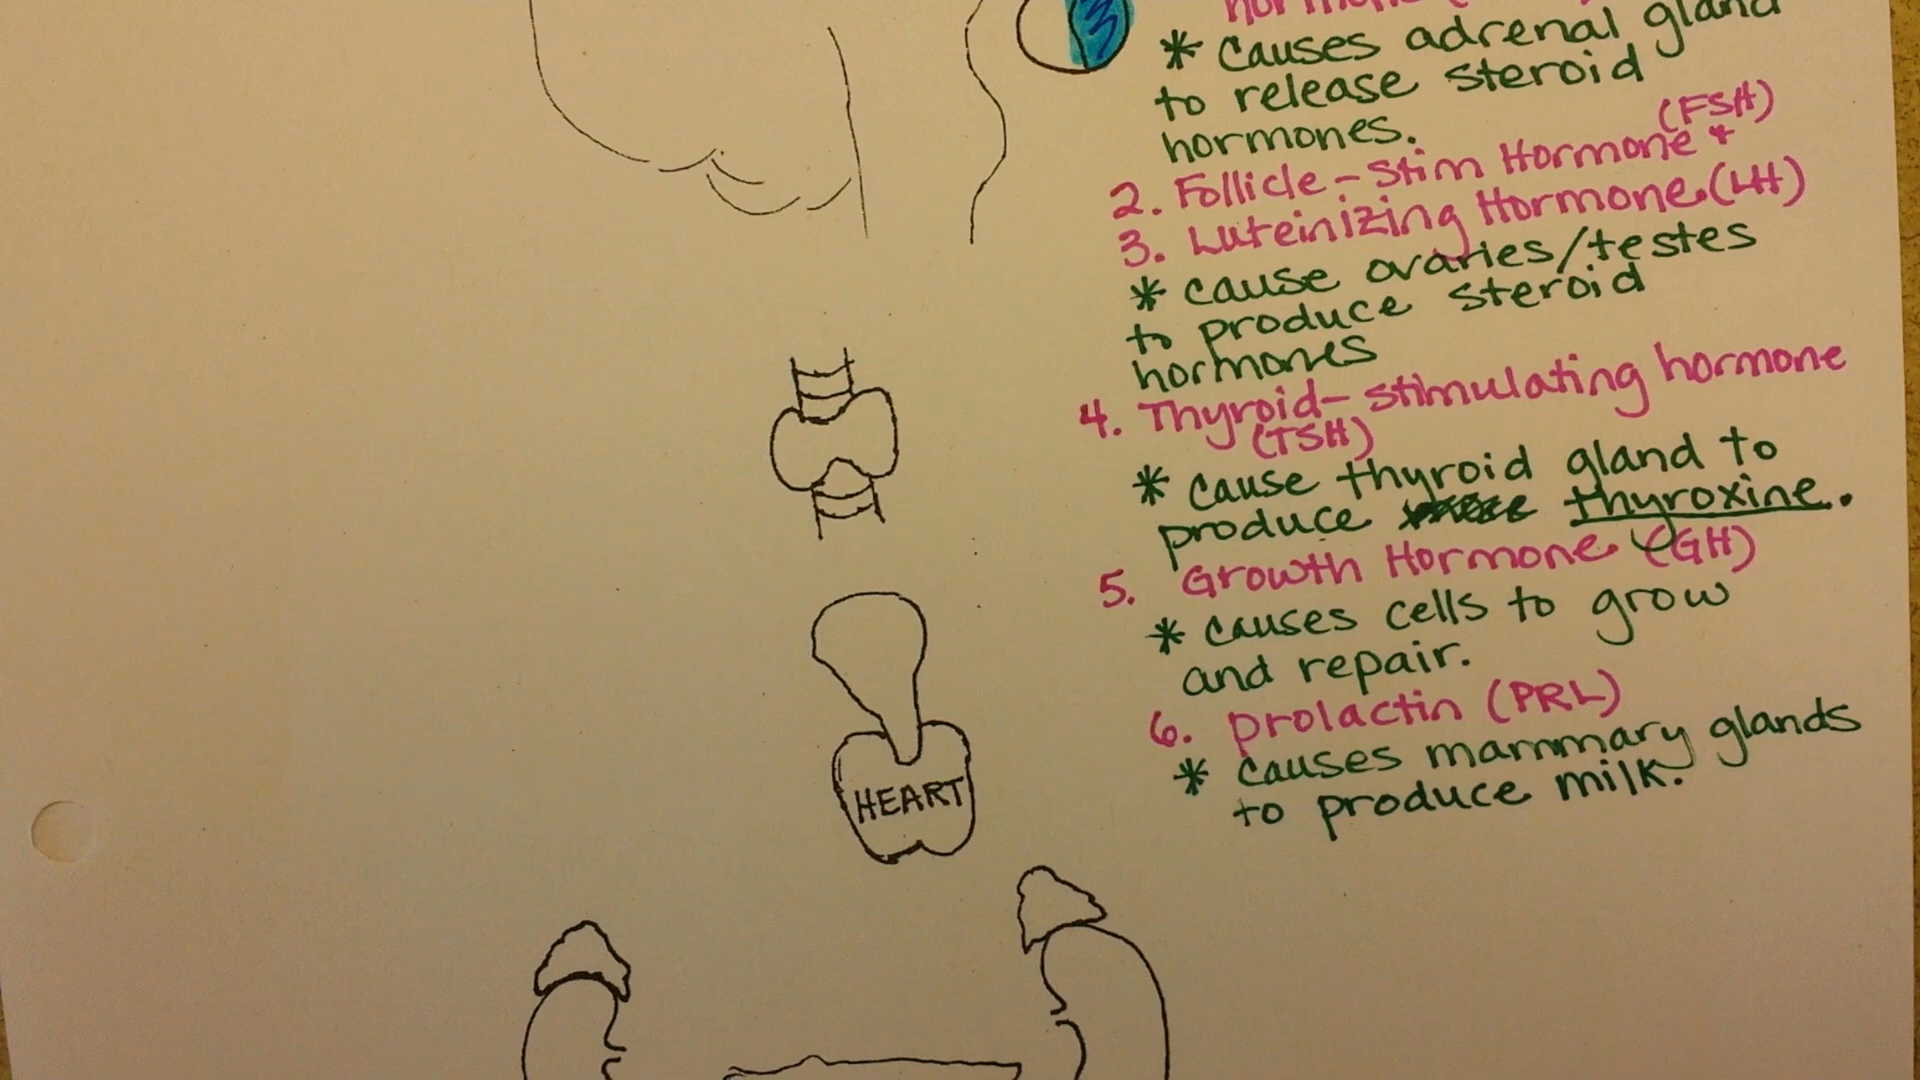 * causes adrenal gland
to release steroid
hormones.
2. Follicle-Stim Hormone (FSH) +
3. Luteinizing Hormone (LH)
* cause ovaries/testes
to produce steroid
hormones
4. Thyroid-stimulating hormone
(TSH)
* cause thyroid gland to
produce thyroxine.
5. Growth Hormone (GH)
* causes cells to grow
and repair.
6. prolactin (PRL)
* causes mammary glands
to produce milk.
HEART